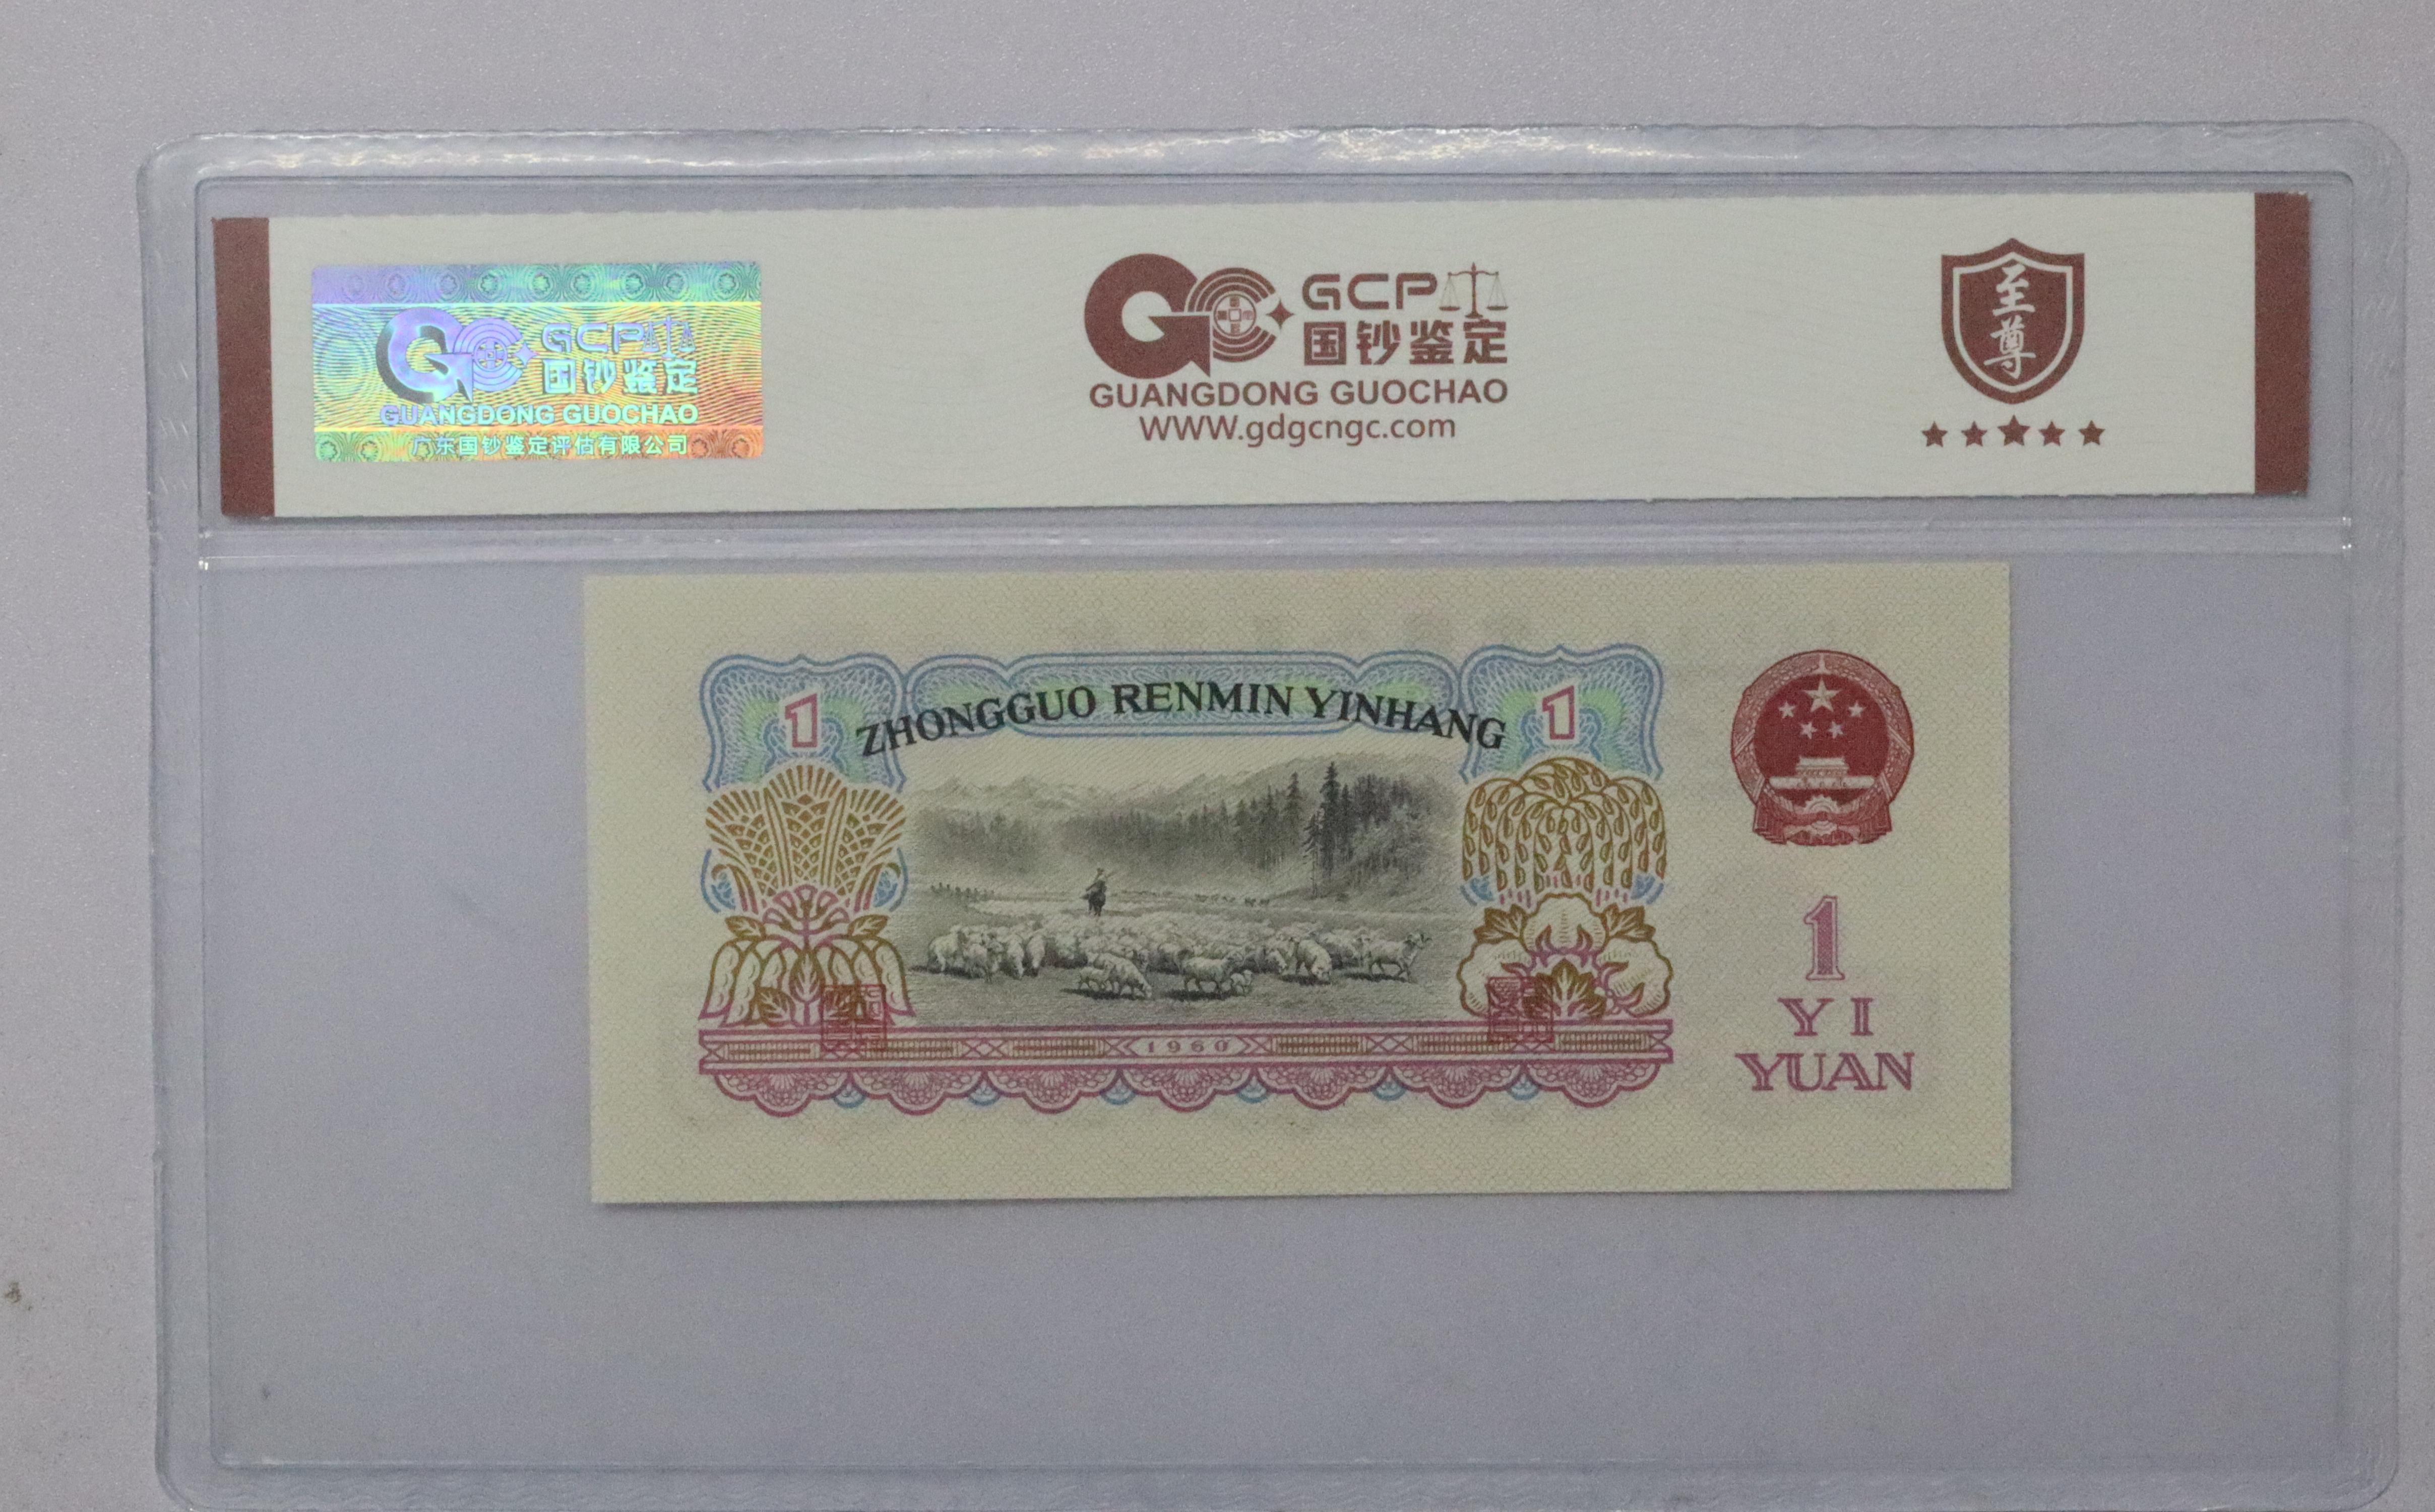 GCP
国钞鉴定
GUANGDONG GUOCHAO
广东国钞鉴定评估有限公司
GCP
国钞鉴定
GUANGDONG GUOCHAO
www.gdgcngc.com
至尊
1
ZHONGGUO RENMIN YINHANG
1
1
YI
YUAN
1960